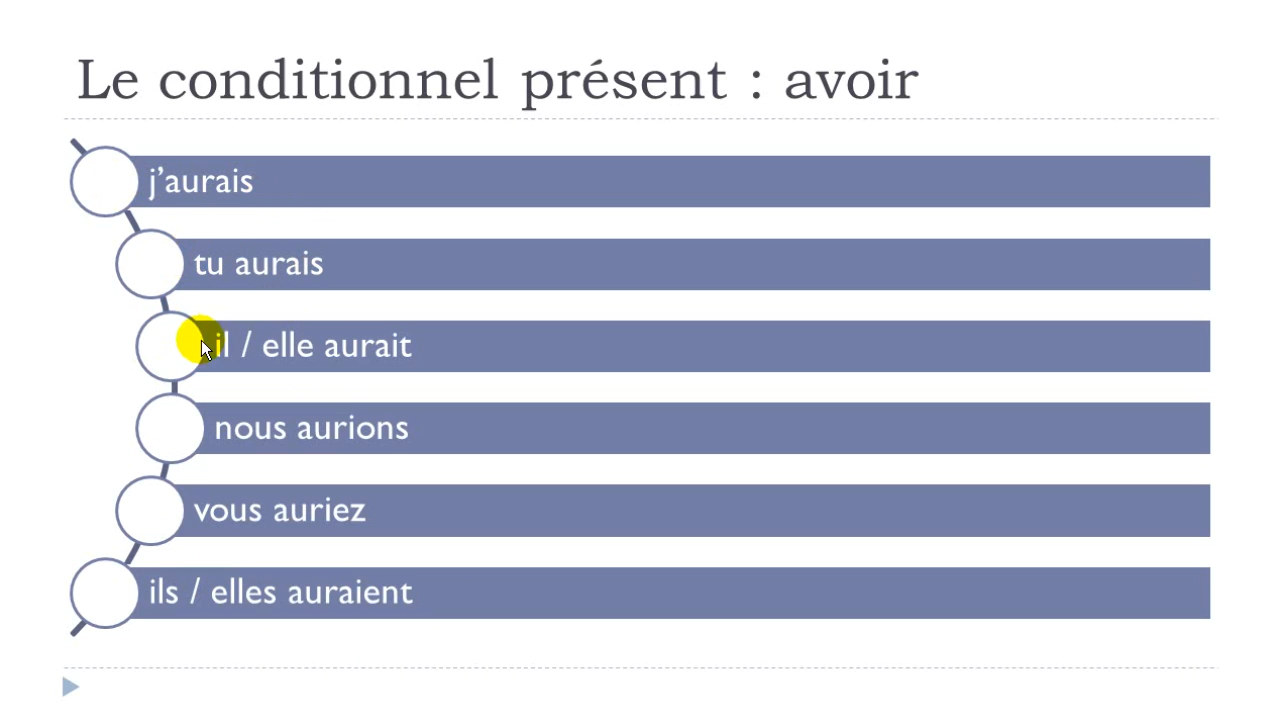 Le conditionnel présent : avoir
j’aurais
tu aurais
il / elle aurait
nous aurions
vous auriez
ils / elles auraient